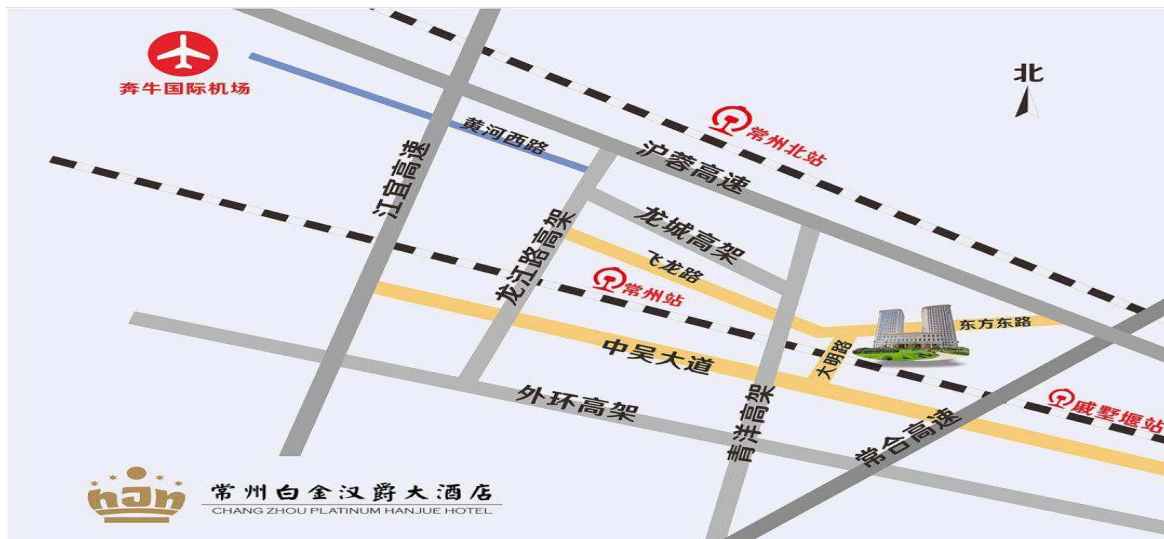 奔牛国际机场
北
黄河西路
常州北站
沪蓉高速
江宜高速
龙城高架
龙江路高架
飞龙路
常州站
东方东路
大明路
中吴大道
外环高架
青洋高架
戚墅堰站
常合高速
hJn
常州白金汉爵大酒店
CHANG ZHOU PLATINUM HANJUE HOTEL